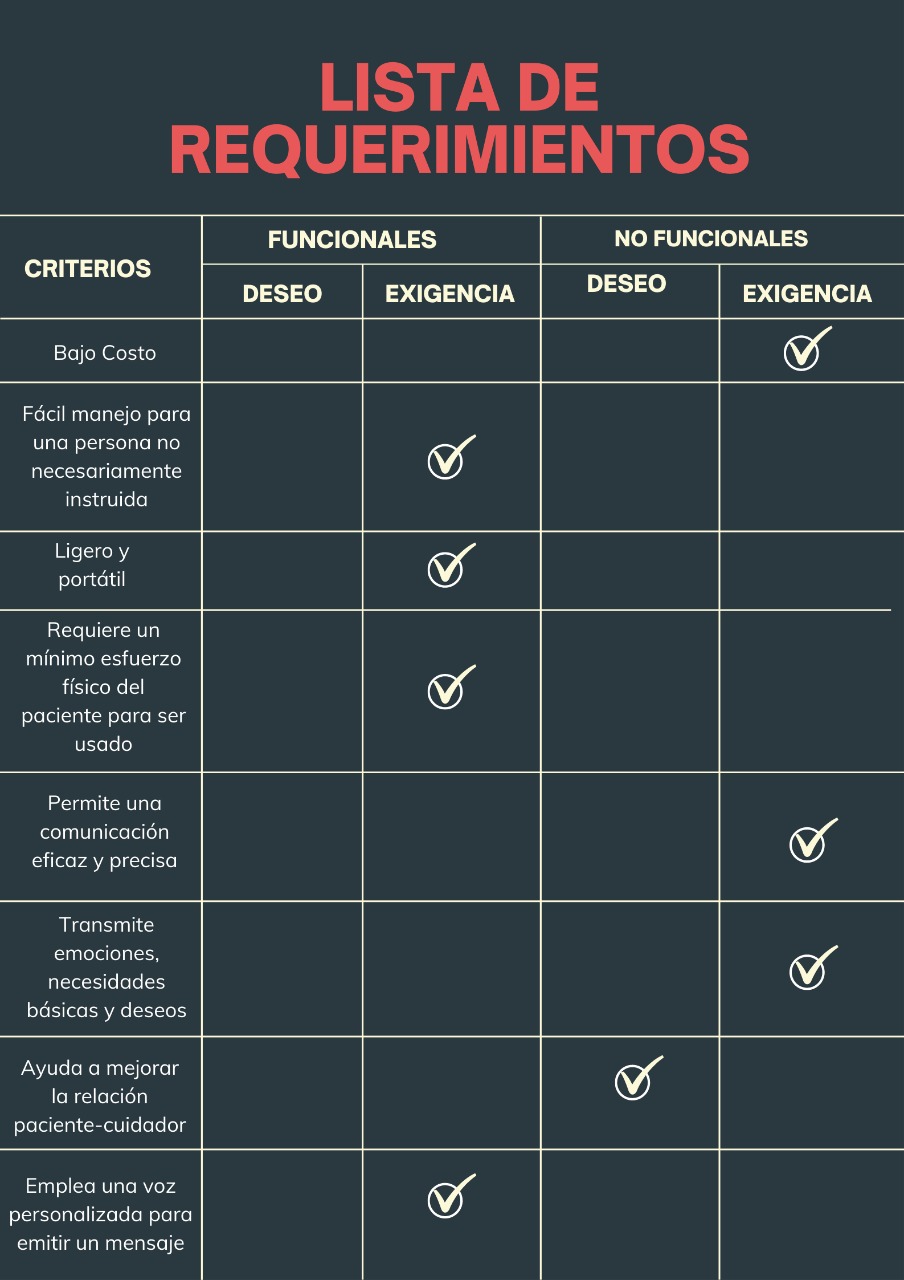 LISTA DE
REQUERIMIENTOS
CRITERIOS
FUNCIONALES
NO FUNCIONALES
DESEO
EXIGENCIA
DESEO
EXIGENCIA
Bajo Costo
Fácil manejo para
una persona no
necesariamente
instruida
Ligero y
portátil
Requiere un
mínimo esfuerzo
físico del
paciente para ser
usado
Permite una
comunicación
eficaz y precisa
Transmite
emociones,
necesidades
básicas y deseos
Ayuda a mejorar
la relación
paciente-cuidador
Emplea una voz
personalizada para
emitir un mensaje